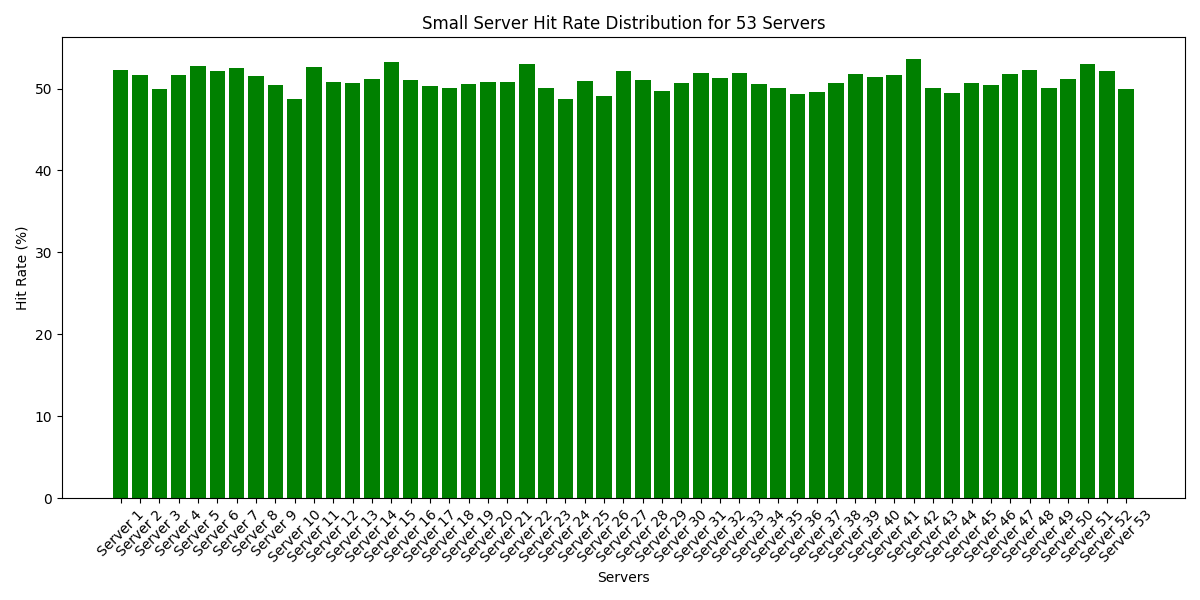 Small Server Hit Rate Distribution for 53 Servers
Hit Rate (%)
50
40
30
20
10
0
Server 1
Server 2
Server 3
Server 4
Server 5
Server 6
Server 7
Server 8
Server 9
Server 10
Server 11
Server 12
Server 13
Server 14
Server 15
Server 16
Server 17
Server 18
Server 19
Server 20
Server 21
Server 22
Server 23
Server 24
Server 25
Server 26
Server 27
Server 28
Server 29
Server 30
Server 31
Server 32
Server 33
Server 34
Server 35
Server 36
Server 37
Server 38
Server 39
Server 40
Server 41
Server 42
Server 43
Server 44
Server 45
Server 46
Server 47
Server 48
Server 49
Server 50
Server 51
Server 52
Server 53
Servers